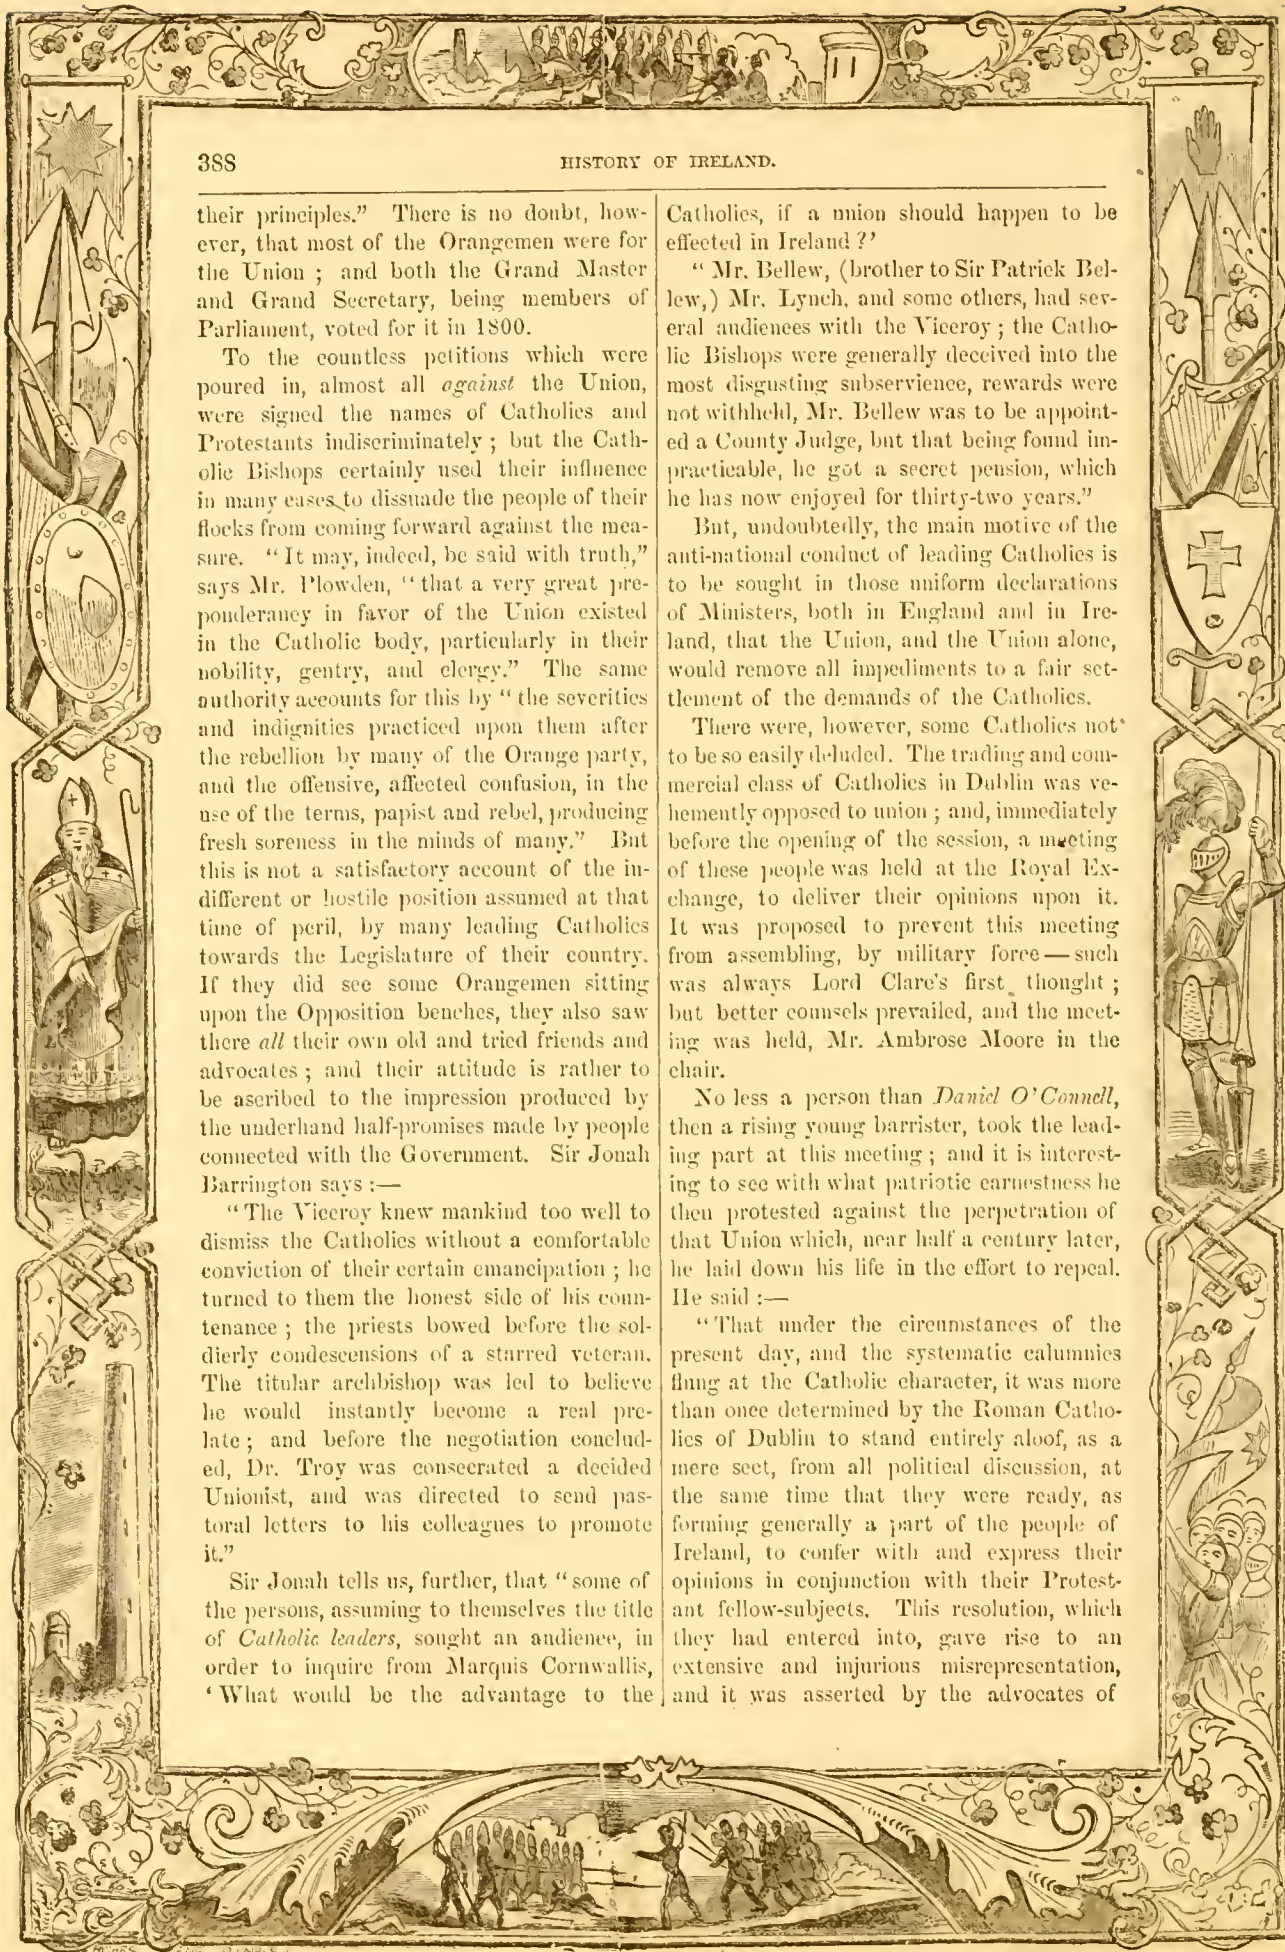 388
HISTORY OF IRELAND.
their principles.” There is no doubt, how-
ever, that most of the Orangemen were for
the Union ; and both the Grand Master
and Grand Secretary, being members of
Parliament, voted for it in 1800.
To the countless petitions which were
poured in, almost all against the Union,
were signed the names of Catholics and
Protestants indiscriminately ; but the Cath-
olic Bishops certainly used their influence
in many cases to dissuade the people of their
flocks from coming forward against the mea-
sure. “ It may, indeed, be said with truth,”
says Mr. Plowden, “ that a very great pre-
ponderancy in favor of the Union existed
in the Catholic body, particularly in their
nobility, gentry, and clergy.” The same
authority accounts for this by “ the severities
and indignities practiced upon them after
the rebellion by many of the Orange party,
and the offensive, affected confusion, in the
use of the terms, papist and rebel, producing
fresh soreness in the minds of many.” But
this is not a satisfactory account of the in-
different or hostile position assumed at that
time of peril, by many leading Catholics
towards the Legislature of their country.
If they did see some Orangemen sitting
upon the Opposition benches, they also saw
there all their own old and tried friends and
advocates ; and their attitude is rather to
be ascribed to the impression produced by
the underhand half-promises made by people
connected with the Government. Sir Jonah
Barrington says :—
“ The Viceroy knew mankind too well to
dismiss the Catholics without a comfortable
conviction of their certain emancipation ; he
turned to them the honest side of his coun-
tenance ; the priests bowed before the sol-
dierly condescensions of a starred veteran.
The titular archbishop was led to believe
he would instantly become a real pre-
late ; and before the negotiation conclud-
ed, Dr. Troy was consecrated a decided
Unionist, and was directed to send pas-
toral letters to his colleagues to promote
it.”
Sir Jonah tells us, further, that “ some of
the persons, assuming to themselves the title
of Catholic leaders, sought an audience, in
order to inquire from Marquis Cornwallis,
‘ What would be the advantage to the
Catholics, if a union should happen to be
effected in Ireland ?’
“ Mr. Bellew, (brother to Sir Patrick Bel-
lew,) Mr. Lynch, and some others, had sev-
eral audiences with the Viceroy ; the Catho-
lic Bishops were generally deceived into the
most disgusting subservience, rewards were
not withheld, Mr. Bellew was to be appoint-
ed a County Judge, but that being found im-
practicable, he got a secret pension, which
he has now enjoyed for thirty-two years.”
But, undoubtedly, the main motive of the
anti-national conduct of leading Catholics is
to be sought in those uniform declarations
of Ministers, both in England and in Ire-
land, that the Union, and the Union alone,
would remove all impediments to a fair set-
tlement of the demands of the Catholics.
There were, however, some Catholics not
to be so easily deluded. The trading and com-
mercial class of Catholics in Dublin was ve-
hemently opposed to union ; and, immediately
before the opening of the session, a meeting
of these people was held at the Royal Ex-
change, to deliver their opinions upon it.
It was proposed to prevent this meeting
from assembling, by military force — such
was always Lord Clare’s first thought ;
but better counsels prevailed, and the meet-
ing was held, Mr. Ambrose Moore in the
chair.
No less a person than Daniel O’Connell,
then a rising young barrister, took the lead-
ing part at this meeting ; and it is interest-
ing to see with what patriotic earnestness he
then protested against the perpetration of
that Union which, near half a century later,
he laid down his life in the effort to repeal.
He said :—
“ That under the circumstances of the
present day, and the systematic calumnies
flung at the Catholic character, it was more
than once determined by the Roman Catho-
lics of Dublin to stand entirely aloof, as a
mere sect, from all political discussion, at
the same time that they were ready, as
forming generally a part of the people of
Ireland, to confer with and express their
opinions in conjunction with their Protest-
ant fellow-subjects. This resolution, which
they had entered into, gave rise to an
extensive and injurious misrepresentation,
and it was asserted by the advocates of